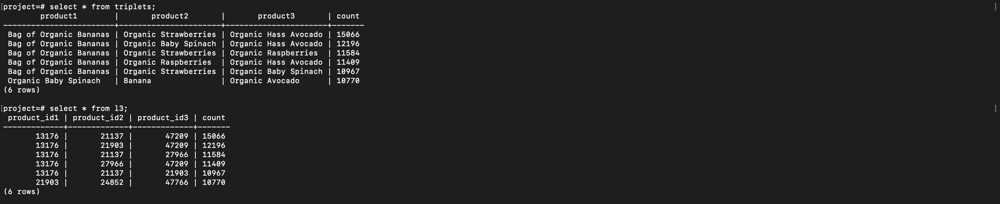 [project=# select * from triplets; ]
product1 | product2 | product3 | count
-------------------------+----------------------+----------------------+-------
Bag of Organic Bananas | Organic Strawberries | Organic Hass Avocado | 15066
Bag of Organic Bananas | Organic Baby Spinach | Organic Hass Avocado | 12196
Bag of Organic Bananas | Organic Strawberries | Organic Raspberries | 11584
Bag of Organic Bananas | Organic Raspberries | Organic Hass Avocado | 11409
Bag of Organic Bananas | Organic Strawberries | Organic Baby Spinach | 10967
Organic Baby Spinach | Banana | Organic Avocado | 10770
(6 rows)
[project=# select * from l3; ]
product_id1 | product_id2 | product_id3 | count
-------------+-------------+-------------+-------
13176 | 21137 | 47209 | 15066
13176 | 21903 | 47209 | 12196
13176 | 21137 | 27966 | 11584
13176 | 27966 | 47209 | 11409
13176 | 21137 | 21903 | 10967
21903 | 24852 | 47766 | 10770
(6 rows)